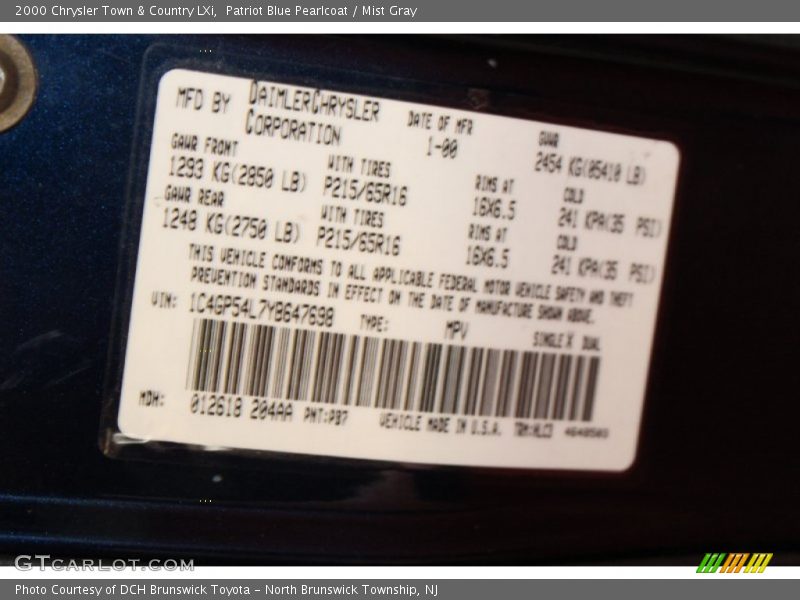 2000 Chrysler Town & Country LXi, Patriot Blue Pearlcoat / Mist Gray
MFD BY DAIMLERCHRYSLER CORPORATION DATE OF MFR 1-00 GVWR 2454 KG(05410 LB)
GAWR FRONT WITH TIRES RIMS AT COLD
1293 KG(2850 LB) P215/65R16 16X6.5 241 KPA(35 PSI)
GAWR REAR WITH TIRES RIMS AT COLD
1248 KG(2750 LB) P215/65R16 16X6.5 241 KPA(35 PSI)
THIS VEHICLE CONFORMS TO ALL APPLICABLE FEDERAL MOTOR VEHICLE SAFETY AND THEFT
PREVENTION STANDARDS IN EFFECT ON THE DATE OF MANUFACTURE SHOWN ABOVE.
VIN: 1C4GP54L7YB647698 TYPE: MPV SINGLE X DUAL
MDH: 012618 204AA PNT:PB7 VEHICLE MADE IN U.S.A.
GTCARLOT.COM
Photo Courtesy of DCH Brunswick Toyota - North Brunswick Township, NJ